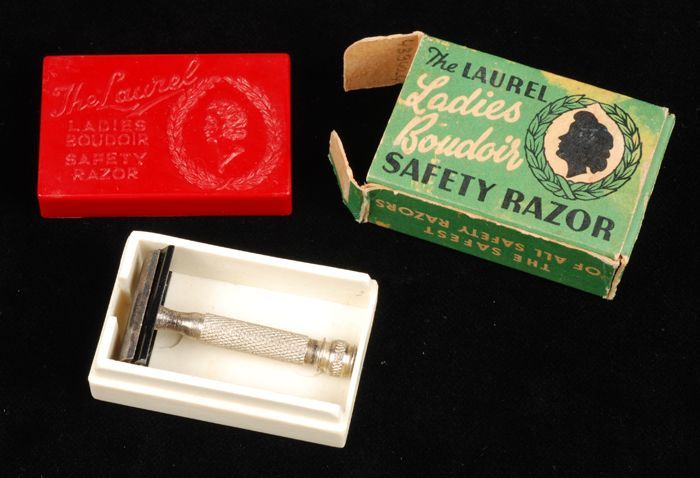 The Laurel
LADIES
BOUDOIR
SAFETY
RAZOR
The LAUREL
Ladies
Boudoir
SAFETY RAZOR
THE SAFEST
OF ALL SAFETY RAZORS